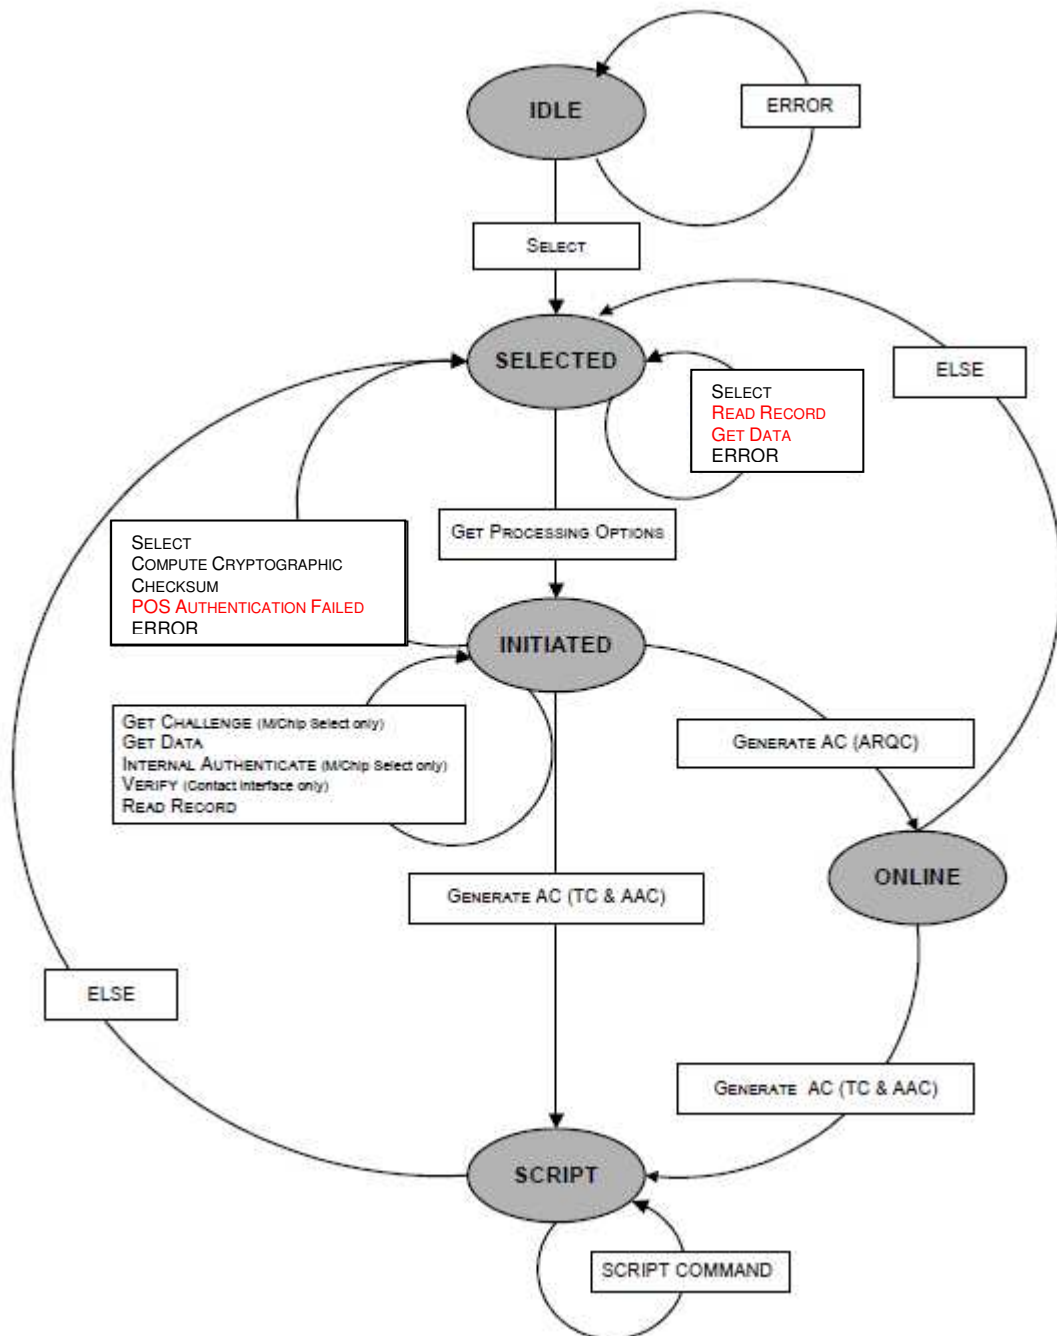 IDLE
ERROR
SELECT
SELECTED
ELSE
SELECT
READ RECORD
GET DATA
ERROR
GET PROCESSING OPTIONS
SELECT
COMPUTE CRYPTOGRAPHIC
CHECKSUM
POS AUTHENTICATION FAILED
ERROR
INITIATED
GET CHALLENGE (M/Chip Select only)
GET DATA
INTERNAL AUTHENTICATE (M/Chip Select only)
VERIFY (Contact Interface only)
READ RECORD
GENERATE AC (ARQC)
ONLINE
GENERATE AC (TC & AAC)
ELSE
GENERATE AC (TC & AAC)
SCRIPT
SCRIPT COMMAND